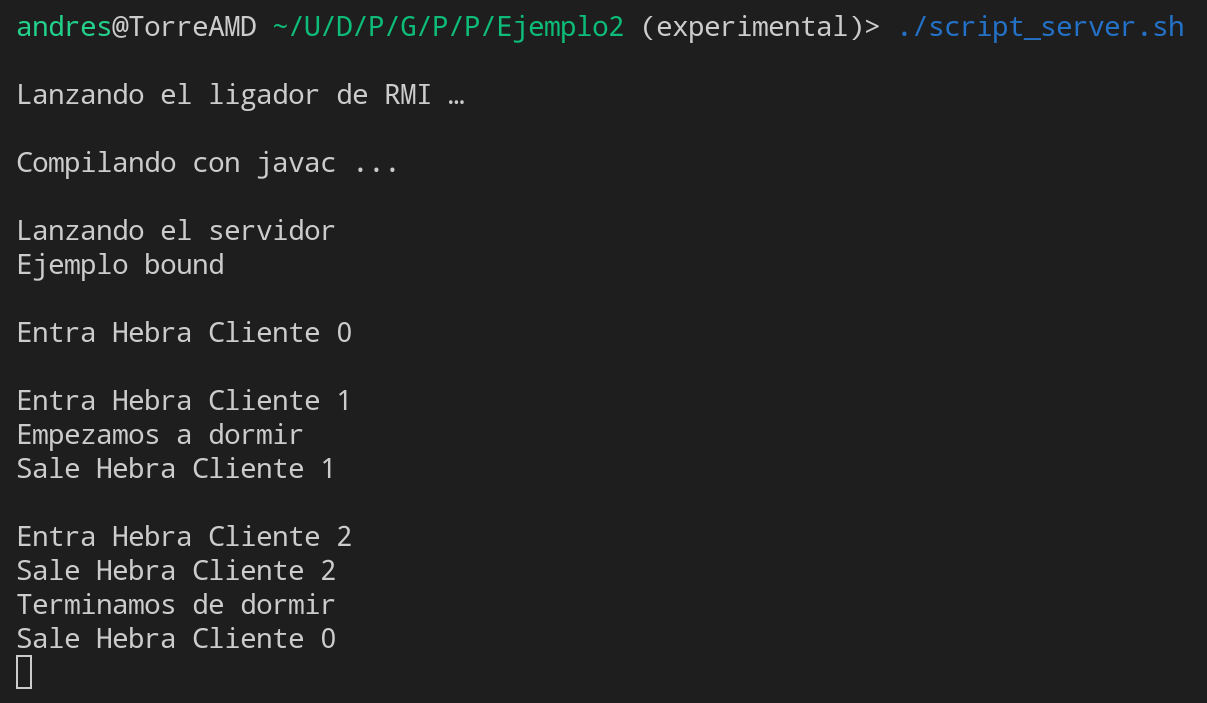 andres@TorreAMD ~/U/D/P/G/P/P/Ejemplo2 (experimental)> ./script_server.sh
Lanzando el ligador de RMI …
Compilando con javac ...
Lanzando el servidor
Ejemplo bound
Entra Hebra Cliente 0
Entra Hebra Cliente 1
Empezamos a dormir
Sale Hebra Cliente 1
Entra Hebra Cliente 2
Sale Hebra Cliente 2
Terminamos de dormir
Sale Hebra Cliente 0